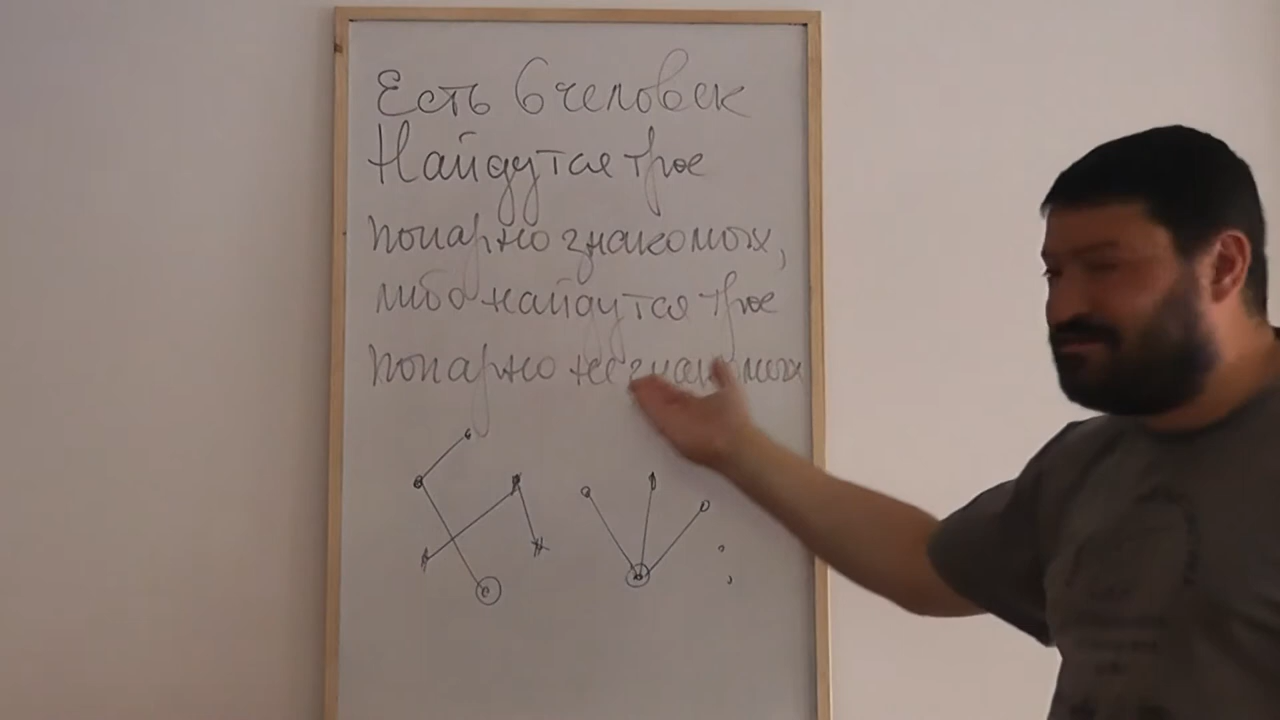 Есть 6 человек
Найдутся трое
попарно знакомых,
либо найдутся трое
попарно незнакомых